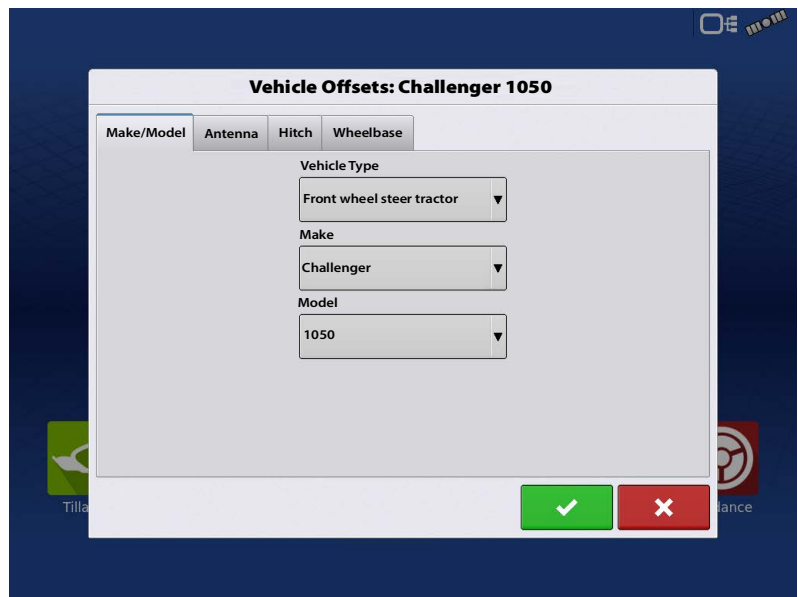 Vehicle Offsets: Challenger 1050
Make/Model Antenna Hitch Wheelbase
Vehicle Type
Front wheel steer tractor
Make
Challenger
Model
1050
Tilla
dance